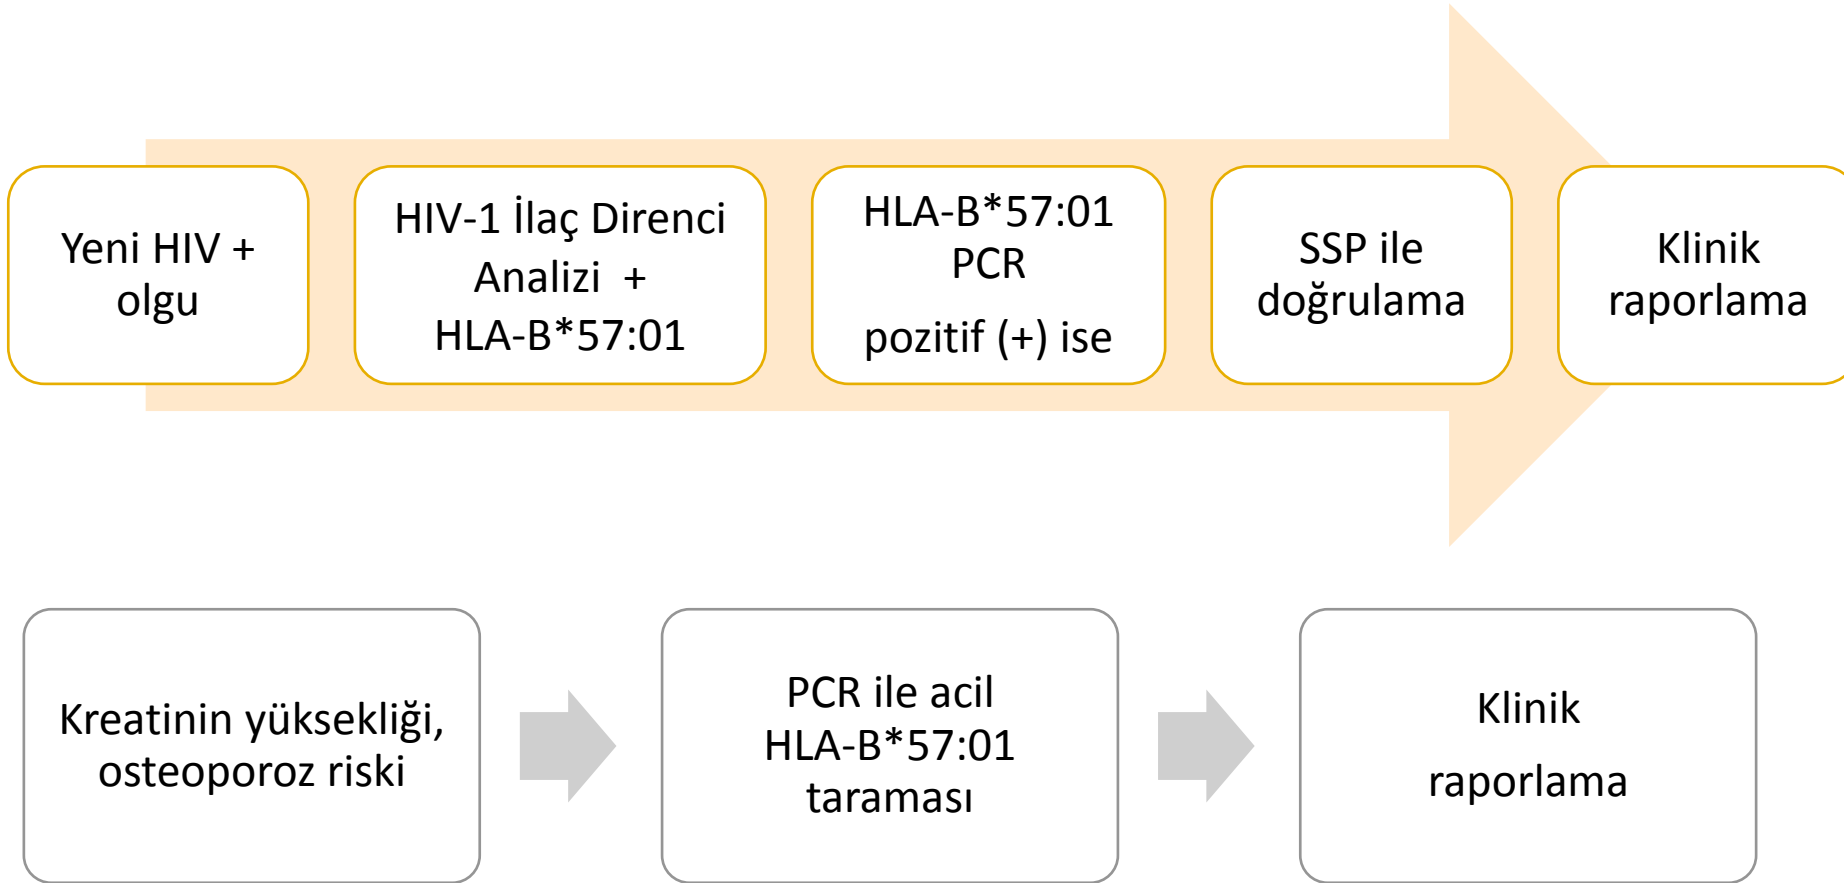 Yeni HIV +
olgu
HIV-1 İlaç Direnci
Analizi +
HLA-B*57:01
HLA-B*57:01
PCR
pozitif (+) ise
SSP ile
doğrulama
Klinik
raporlama
Kreatinin yüksekliği,
osteoporoz riski
PCR ile acil
HLA-B*57:01
taraması
Klinik
raporlama